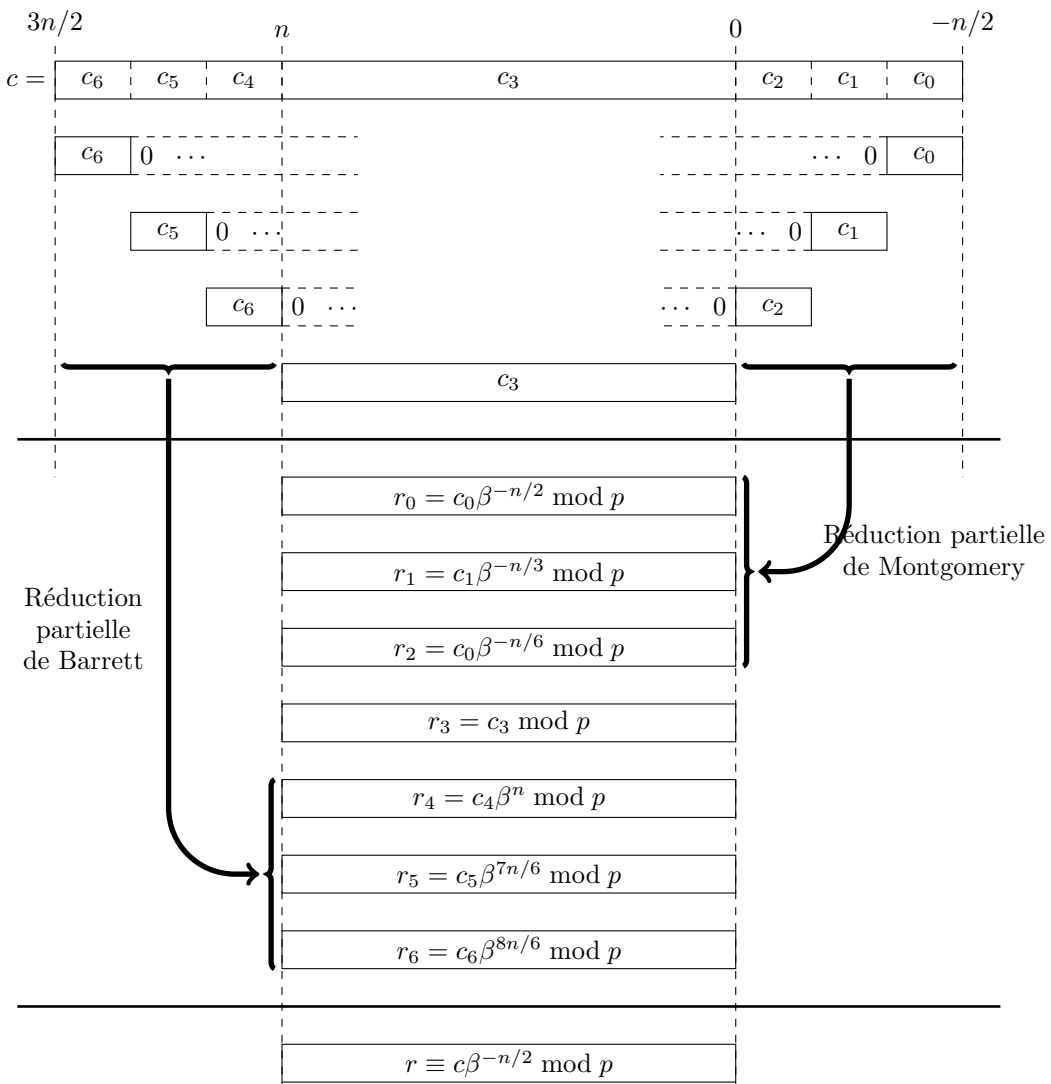 3n/2 n 0 −n/2
c = c₆ c₅ c₄ c₃ c₂ c₁ c₀
c₆ 0 ··· ··· 0 c₀
c₅ 0 ··· ··· 0 c₁
c₆ 0 ··· ··· 0 c₂
c₃
r₀ = c₀β^{−n/2} mod p
Réduction partielle
de Montgomery
r₁ = c₁β^{−n/3} mod p
Réduction
partielle
de Barrett
r₂ = c₀β^{−n/6} mod p
r₃ = c₃ mod p
r₄ = c₄β^{n} mod p
r₅ = c₅β^{7n/6} mod p
r₆ = c₆β^{8n/6} mod p
r ≡ cβ^{−n/2} mod p